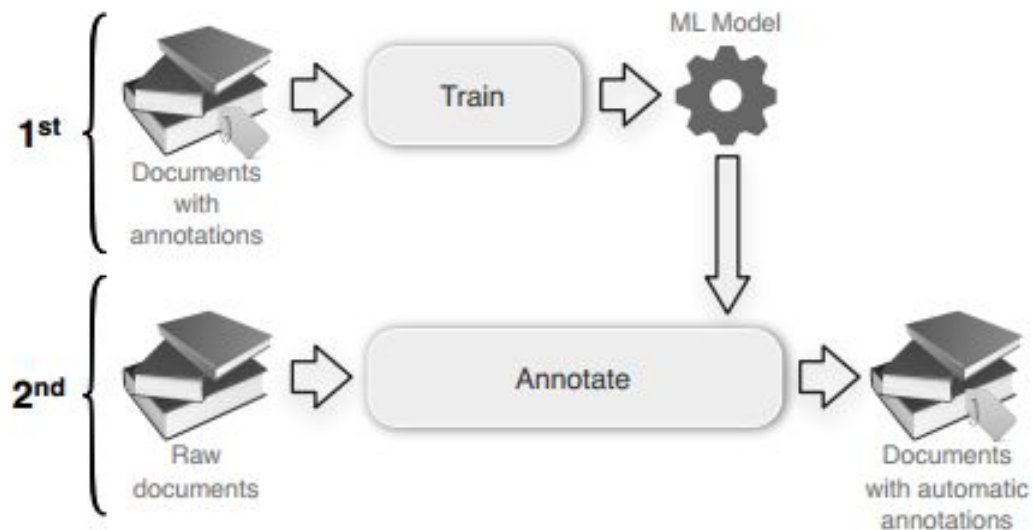 ML Model
Train
1st
Documents
with
annotations
2nd
Annotate
Raw
documents
Documents
with automatic
annotations